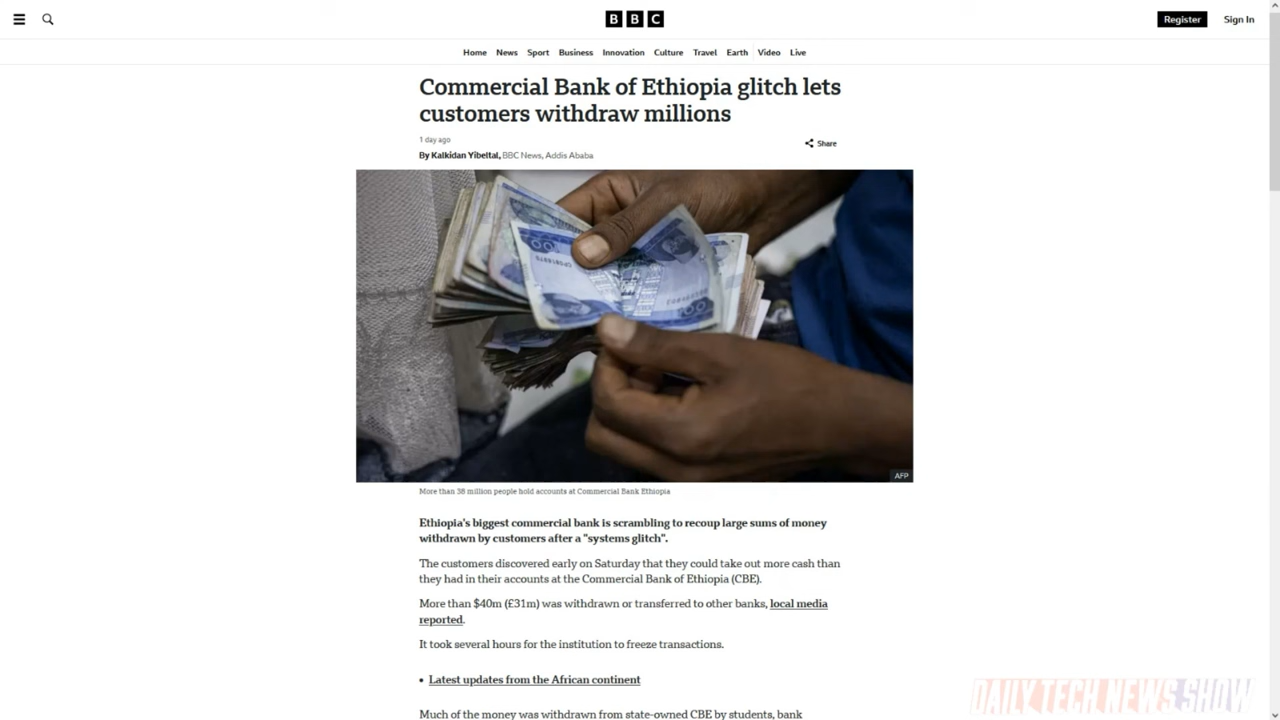 BBC
Register
Sign In
Home News Sport Business Innovation Culture Travel Earth Video Live
Commercial Bank of Ethiopia glitch lets
customers withdraw millions
1 day ago
Share
By Kalkidan Yibeltal, BBC News, Addis Ababa
AFP
More than 38 million people hold accounts at Commercial Bank Ethiopia
Ethiopia's biggest commercial bank is scrambling to recoup large sums of money
withdrawn by customers after a "systems glitch".
The customers discovered early on Saturday that they could take out more cash than
they had in their accounts at the Commercial Bank of Ethiopia (CBE).
More than $40m (£31m) was withdrawn or transferred to other banks, local media
reported.
It took several hours for the institution to freeze transactions.
• Latest updates from the African continent
Much of the money was withdrawn from state-owned CBE by students, bank
DAILY TECH NEWS SHOW